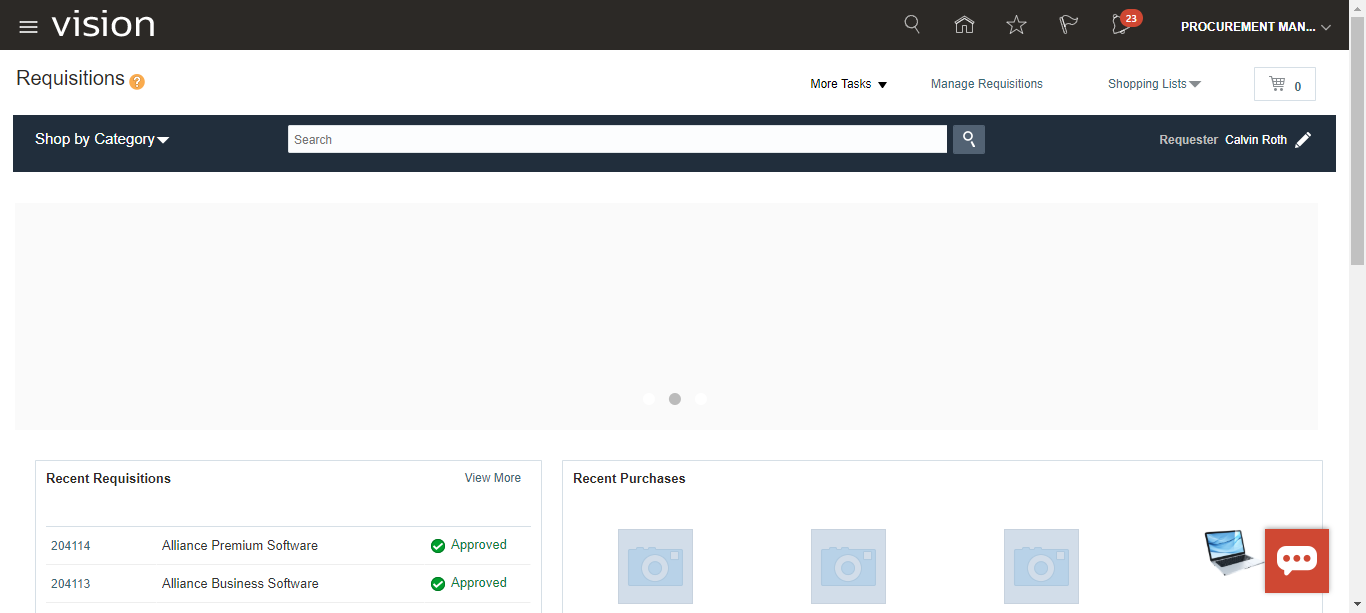 vision
23
PROCUREMENT MAN...
Requisitions ?
More Tasks
Manage Requisitions
Shopping Lists
0
Shop by Category
Search
Requester Calvin Roth
Recent Requisitions
View More
204114 Alliance Premium Software Approved
204113 Alliance Business Software Approved
Recent Purchases